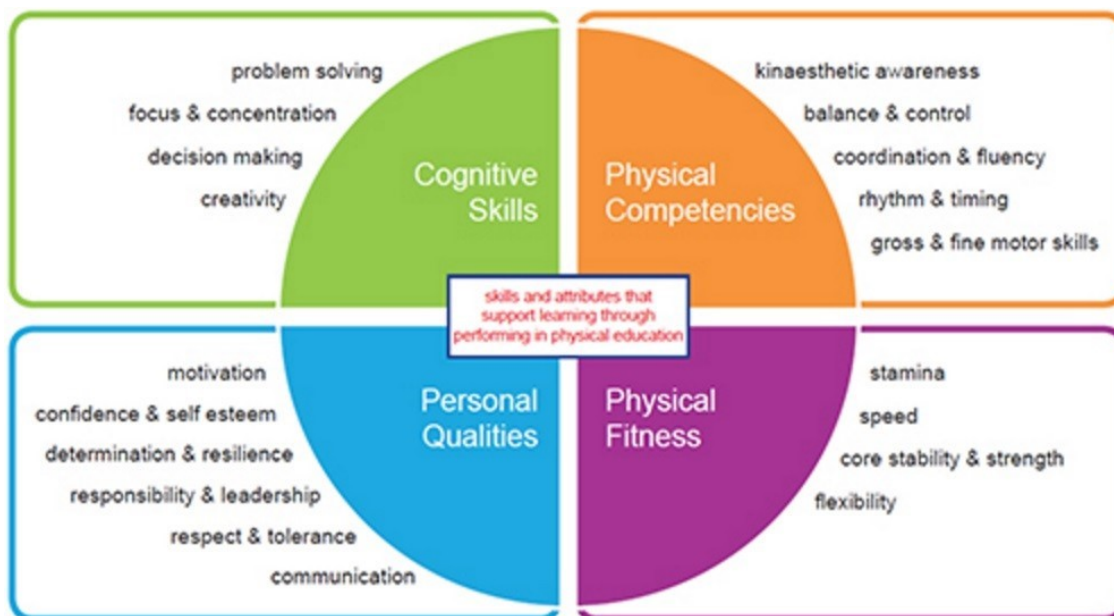 problem solving
focus & concentration
decision making
creativity
Cognitive
Skills
kinaesthetic awareness
balance & control
coordination & fluency
rhythm & timing
gross & fine motor skills
Physical
Competencies
skills and attributes that
support learning through
performing in physical education
motivation
confidence & self esteem
determination & resilience
responsibility & leadership
respect & tolerance
communication
Personal
Qualities
Physical
Fitness
stamina
speed
core stability & strength
flexibility